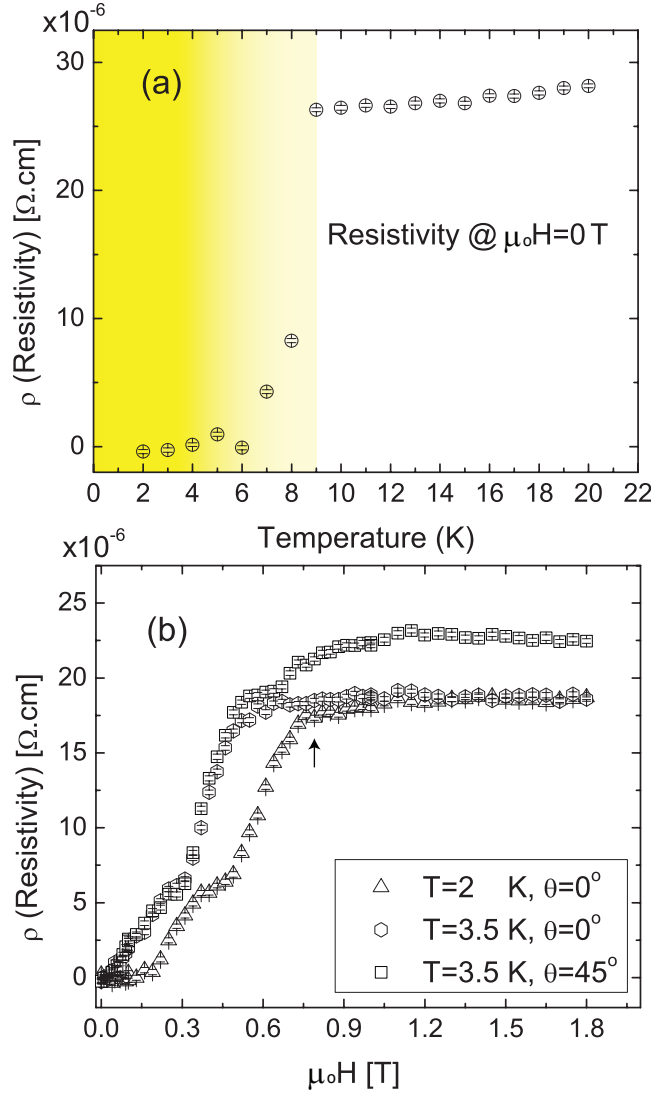 x10⁻⁶
30
(a)
20
Resistivity @ μ₀H=0 T
10
0
ρ (Resistivity) [Ω.cm]
0 2 4 6 8 10 12 14 16 18 20 22
Temperature (K)
x10⁻⁶
25
(b)
20
15
10
5
0
ρ (Resistivity) [Ω.cm]
T=2 K, θ=0°
T=3.5 K, θ=0°
T=3.5 K, θ=45°
0.0 0.3 0.6 0.9 1.2 1.5 1.8
μ₀H [T]